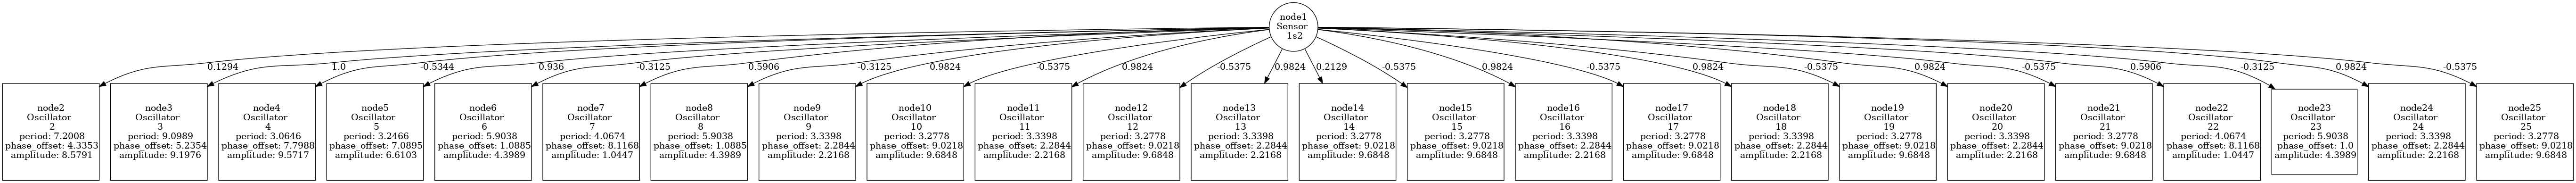 node1
Sensor
1s2
0.1294
1.0
-0.5344
0.936
-0.3125
0.5906
-0.3125
0.9824
-0.5375
0.9824
-0.5375
0.9824
0.2129
-0.5375
0.9824
-0.5375
0.9824
-0.5375
0.9824
-0.5375
0.5906
-0.3125
0.9824
-0.5375
node2
Oscillator
2
period: 7.2008
phase_offset: 4.3353
amplitude: 8.5791
node3
Oscillator
3
period: 9.0989
phase_offset: 5.2354
amplitude: 9.1976
node4
Oscillator
4
period: 3.0646
phase_offset: 7.7988
amplitude: 9.5717
node5
Oscillator
5
period: 3.2466
phase_offset: 7.0895
amplitude: 6.6103
node6
Oscillator
6
period: 5.9038
phase_offset: 1.0885
amplitude: 4.3989
node7
Oscillator
7
period: 4.0674
phase_offset: 8.1168
amplitude: 1.0447
node8
Oscillator
8
period: 5.9038
phase_offset: 1.0885
amplitude: 4.3989
node9
Oscillator
9
period: 3.3398
phase_offset: 2.2844
amplitude: 2.2168
node10
Oscillator
10
period: 3.2778
phase_offset: 9.0218
amplitude: 9.6848
node11
Oscillator
11
period: 3.3398
phase_offset: 2.2844
amplitude: 2.2168
node12
Oscillator
12
period: 3.2778
phase_offset: 9.0218
amplitude: 9.6848
node13
Oscillator
13
period: 3.3398
phase_offset: 2.2844
amplitude: 2.2168
node14
Oscillator
14
period: 3.2778
phase_offset: 9.0218
amplitude: 9.6848
node15
Oscillator
15
period: 3.2778
phase_offset: 9.0218
amplitude: 9.6848
node16
Oscillator
16
period: 3.3398
phase_offset: 2.2844
amplitude: 2.2168
node17
Oscillator
17
period: 3.2778
phase_offset: 9.0218
amplitude: 9.6848
node18
Oscillator
18
period: 3.3398
phase_offset: 2.2844
amplitude: 2.2168
node19
Oscillator
19
period: 3.2778
phase_offset: 9.0218
amplitude: 9.6848
node20
Oscillator
20
period: 3.3398
phase_offset: 2.2844
amplitude: 2.2168
node21
Oscillator
21
period: 3.2778
phase_offset: 9.0218
amplitude: 9.6848
node22
Oscillator
22
period: 4.0674
phase_offset: 8.1168
amplitude: 1.0447
node23
Oscillator
23
period: 5.9038
phase_offset: 1.0
amplitude: 4.3989
node24
Oscillator
24
period: 3.3398
phase_offset: 2.2844
amplitude: 2.2168
node25
Oscillator
25
period: 3.2778
phase_offset: 9.0218
amplitude: 9.6848